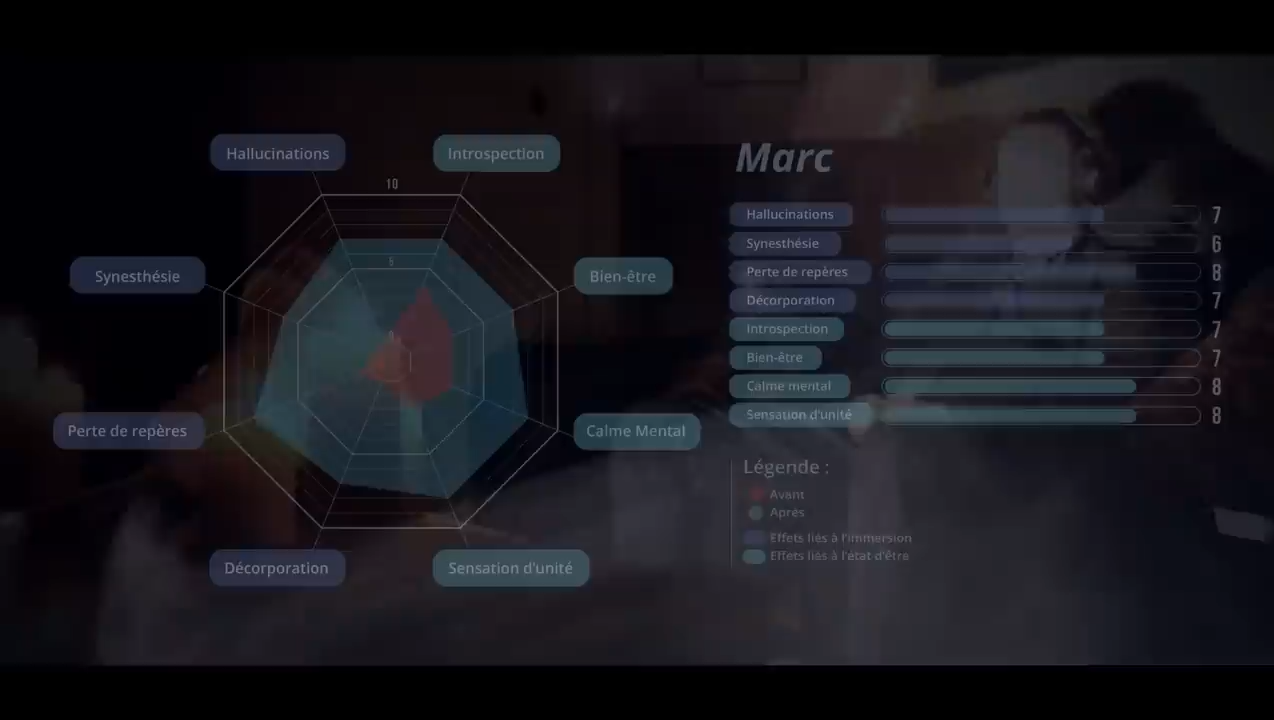 Hallucinations
Introspection
10
Synesthésie
5
Bien-être
0
Perte de repères
Calme Mental
Décorporation
Sensation d'unité
Marc
Hallucinations 7
Synesthésie 6
Perte de repères 8
Décorporation 7
Introspection 7
Bien-être 7
Calme mental 8
Sensation d'unité 8
Légende :
Avant
Après
Effets liés à l'immersion
Effets liés à l'état d'être